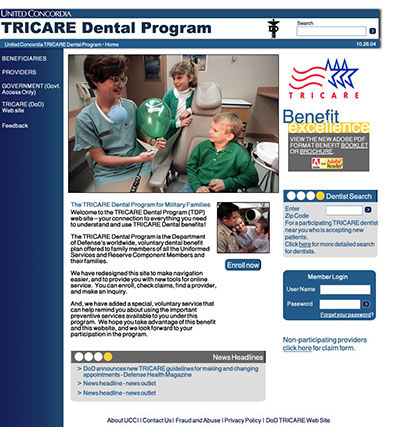 UNITED CONCORDIA
TRICARE Dental Program
Search
United Concordia TRICARE Dental Program • Home
10.26.04
BENEFICIARIES
PROVIDERS
GOVERNMENT (Govt.
Access Only)
TRICARE (DoD)
Web site
Feedback
TRICARE
Benefit
excellence
VIEW THE NEW ADOBE PDF
FORMAT BENEFIT BOOKLET
OR BROCHURE.
Get Adobe
Reader
The TRICARE Dental Program for Military Families
Welcome to the TRICARE Dental Program (TDP)
web site – your connection to everything you need
to understand and use TRICARE Dental benefits!
The TRICARE Dental Program is the Department
of Defense's worldwide, voluntary dental benefit
plan offered to family members of all the Uniformed
Services and Reserve Component Members and
their families.
We have redesigned this site to make navigation
easier, and to provide you with new tools for online
service. You can enroll, check claims, find a provider,
and make an inquiry.
And, we have added a special, voluntary service that
can help remind you about using the important
preventive services available to you under this
program. We hope you take advantage of this benefit
and this website, and we look forward to your
participation in the program.
Enroll now!
Dentist Search
Enter
Zip Code
For a participating TRICARE dentist
near you who is accepting new
patients.
Click here for more detailed search
for dentists.
Member Login
User Name
Password
Forget your password?
Non-participating providers
click here for claim form.
News Headlines
> DoD announces new TRICARE guidelines for making and changing
appointments - Defense Health Magazine
> News headline - news outlet
> News headline - news outlet
About UCCI | Contact Us | Fraud and Abuse | Privacy Policy | DoD TRICARE Web Site